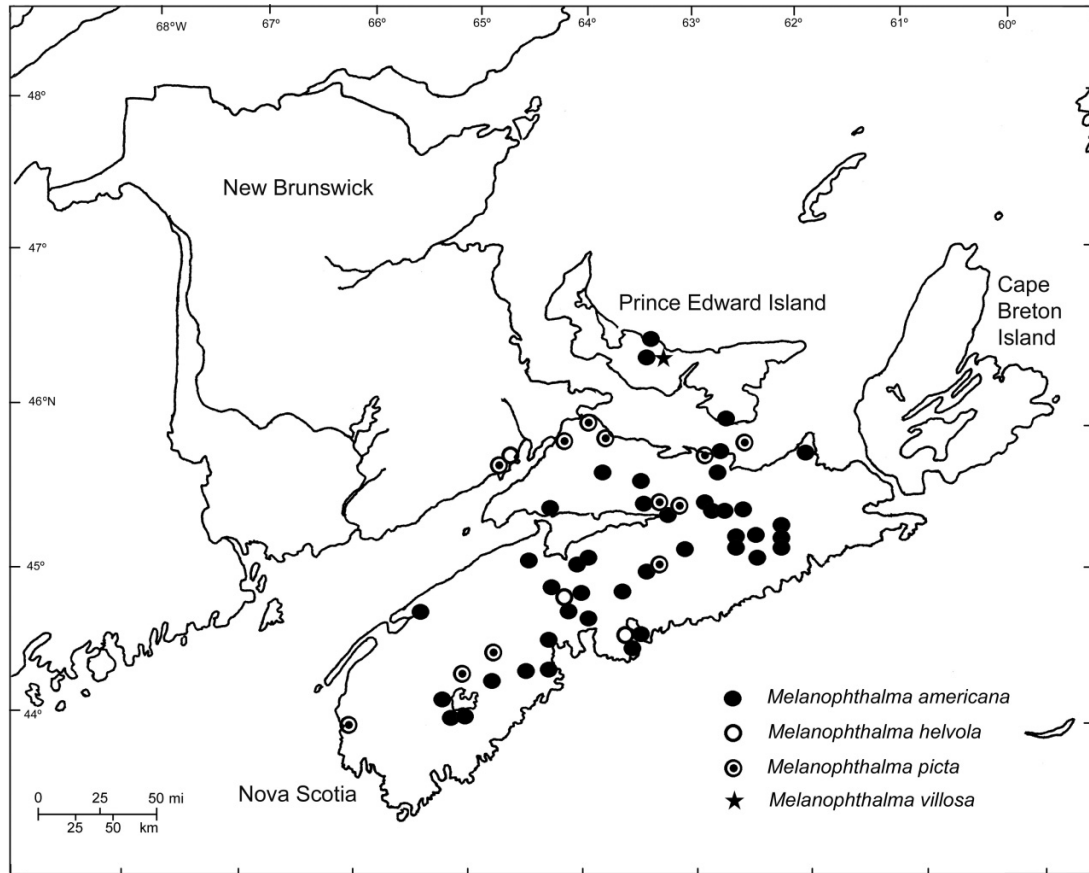 68°W 67° 66° 65° 64° 63° 62° 61° 60°
48°
New Brunswick
47°
Prince Edward Island
Cape
Breton
Island
46°N
45°
44°
Nova Scotia
Melanophthalma americana
Melanophthalma helvola
Melanophthalma picta
Melanophthalma villosa
0 25 50 mi
25 50 km